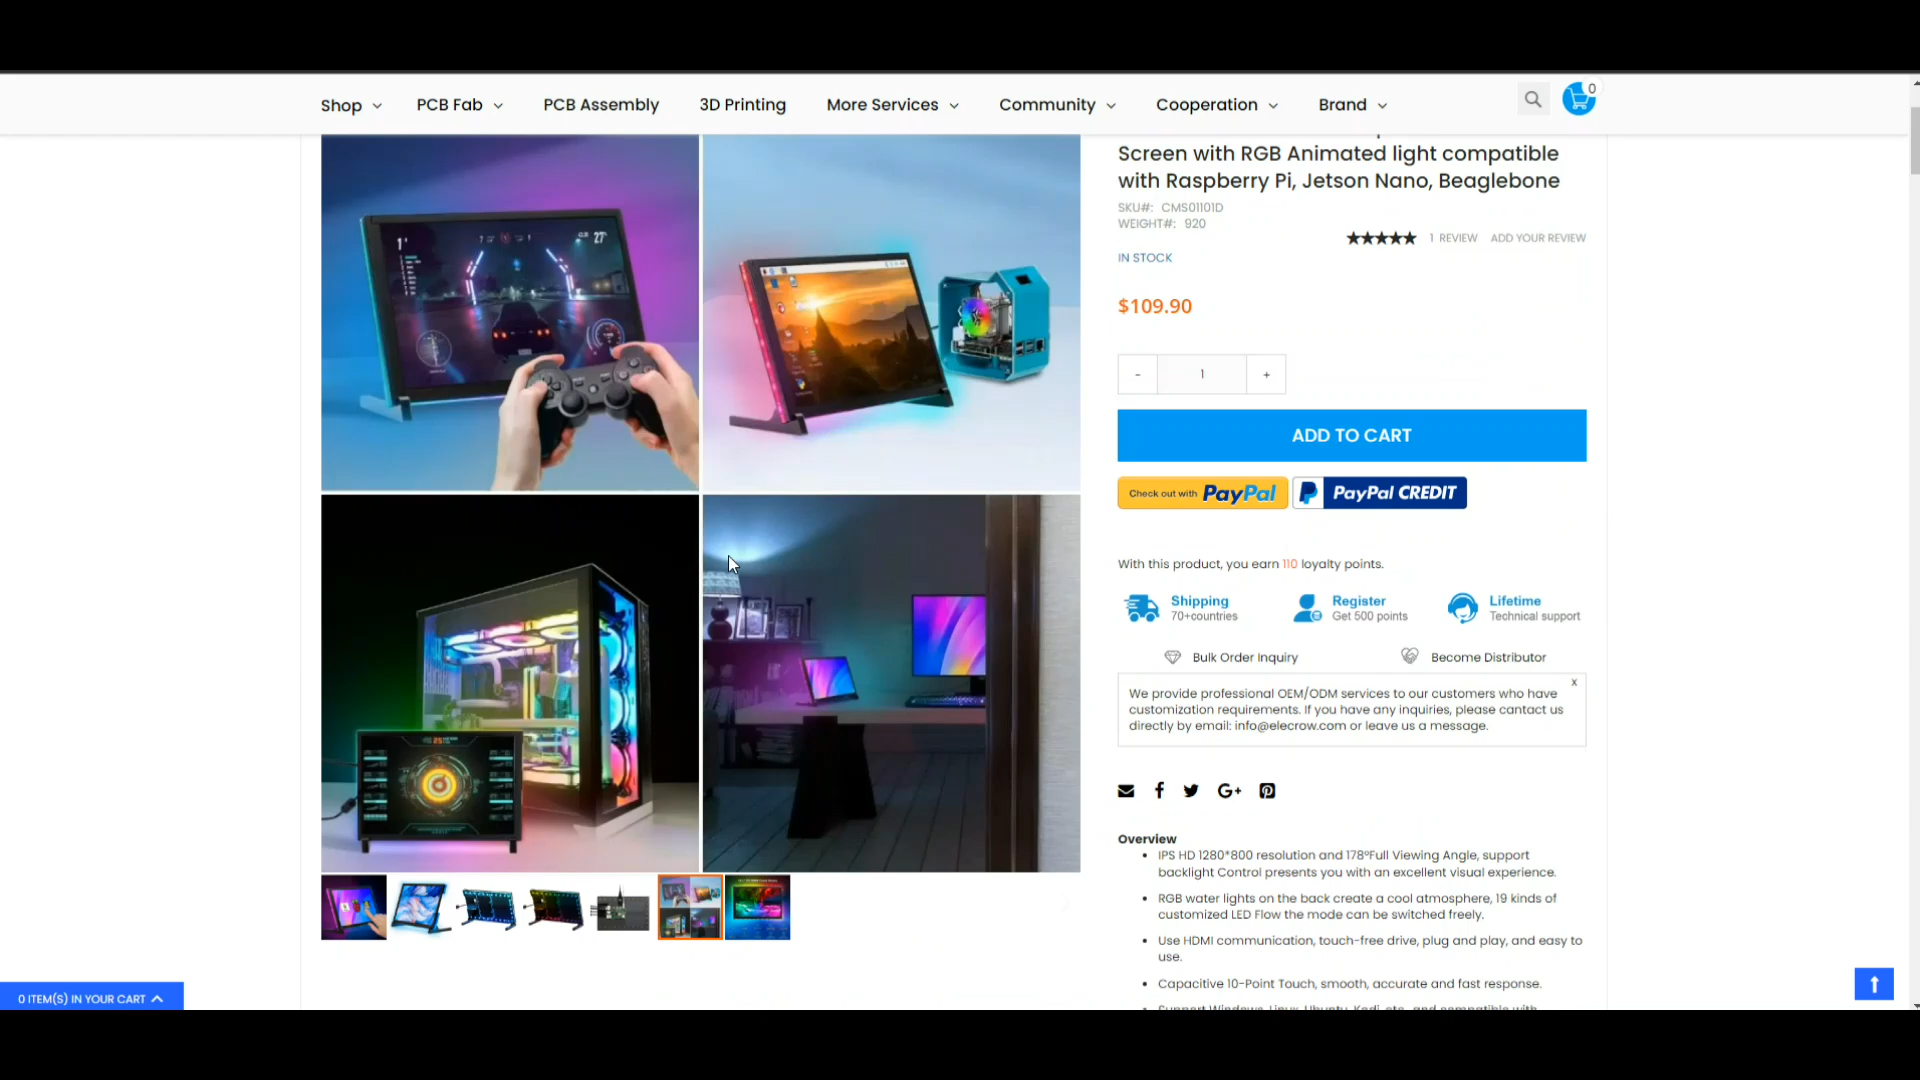 Shop
PCB Fab
PCB Assembly
3D Printing
More Services
Community
Cooperation
Brand
0
Screen with RGB Animated light compatible
with Raspberry Pi, Jetson Nano, Beaglebone
SKU#: CMS01101D
WEIGHT#: 920
1 REVIEW ADD YOUR REVIEW
IN STOCK
$109.90
- 1 +
ADD TO CART
Check out with PayPal
PayPal CREDIT
With this product, you earn 110 loyalty points.
Shipping
70+countries
Register
Get 500 points
Lifetime
Technical support
Bulk Order Inquiry
Become Distributor
x
We provide professional OEM/ODM services to our customers who have
customization requirements. If you have any inquiries, please cantact us
directly by email: info@elecrow.com or leave us a message.
Overview
• IPS HD 1280*800 resolution and 178°Full Viewing Angle, support
backlight Control presents you with an excellent visual experience.
• RGB water lights on the back create a cool atmosphere, 19 kinds of
customized LED Flow the mode can be switched freely.
• Use HDMI communication, touch-free drive, plug and play, and easy to
use.
• Capacitive 10-Point Touch, smooth, accurate and fast response.
• Support Windows, Linux, Ubuntu, Kodi, etc., and compatible with
0 ITEM(S) IN YOUR CART